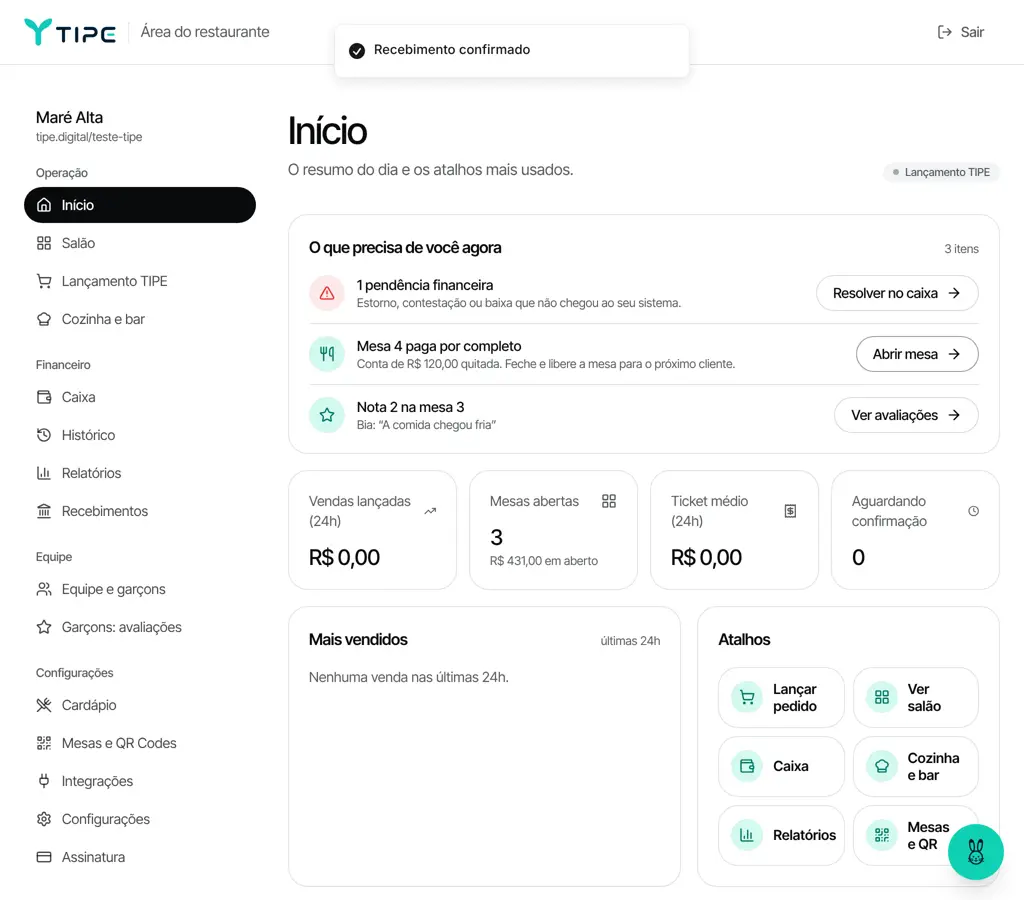 TIPE
Área do restaurante
Recebimento confirmado
Sair
Maré Alta
tipe.digital/teste-tipe
Operação
Início
Salão
Lançamento TIPE
Cozinha e bar
Financeiro
Caixa
Histórico
Relatórios
Recebimentos
Equipe
Equipe e garçons
Garçons: avaliações
Configurações
Cardápio
Mesas e QR Codes
Integrações
Configurações
Assinatura
Início
O resumo do dia e os atalhos mais usados.
Lançamento TIPE
O que precisa de você agora
3 itens
1 pendência financeira
Estorno, contestação ou baixa que não chegou ao seu sistema.
Resolver no caixa
Mesa 4 paga por completo
Conta de R$ 120,00 quitada. Feche e libere a mesa para o próximo cliente.
Abrir mesa
Nota 2 na mesa 3
Bia: “A comida chegou fria”
Ver avaliações
Vendas lançadas
(24h)
R$ 0,00
Mesas abertas
3
R$ 431,00 em aberto
Ticket médio
(24h)
R$ 0,00
Aguardando
confirmação
0
Mais vendidos
últimas 24h
Nenhuma venda nas últimas 24h.
Atalhos
Lançar
pedido
Ver
salão
Caixa
Cozinha
e bar
Relatórios
Mesas
e QR